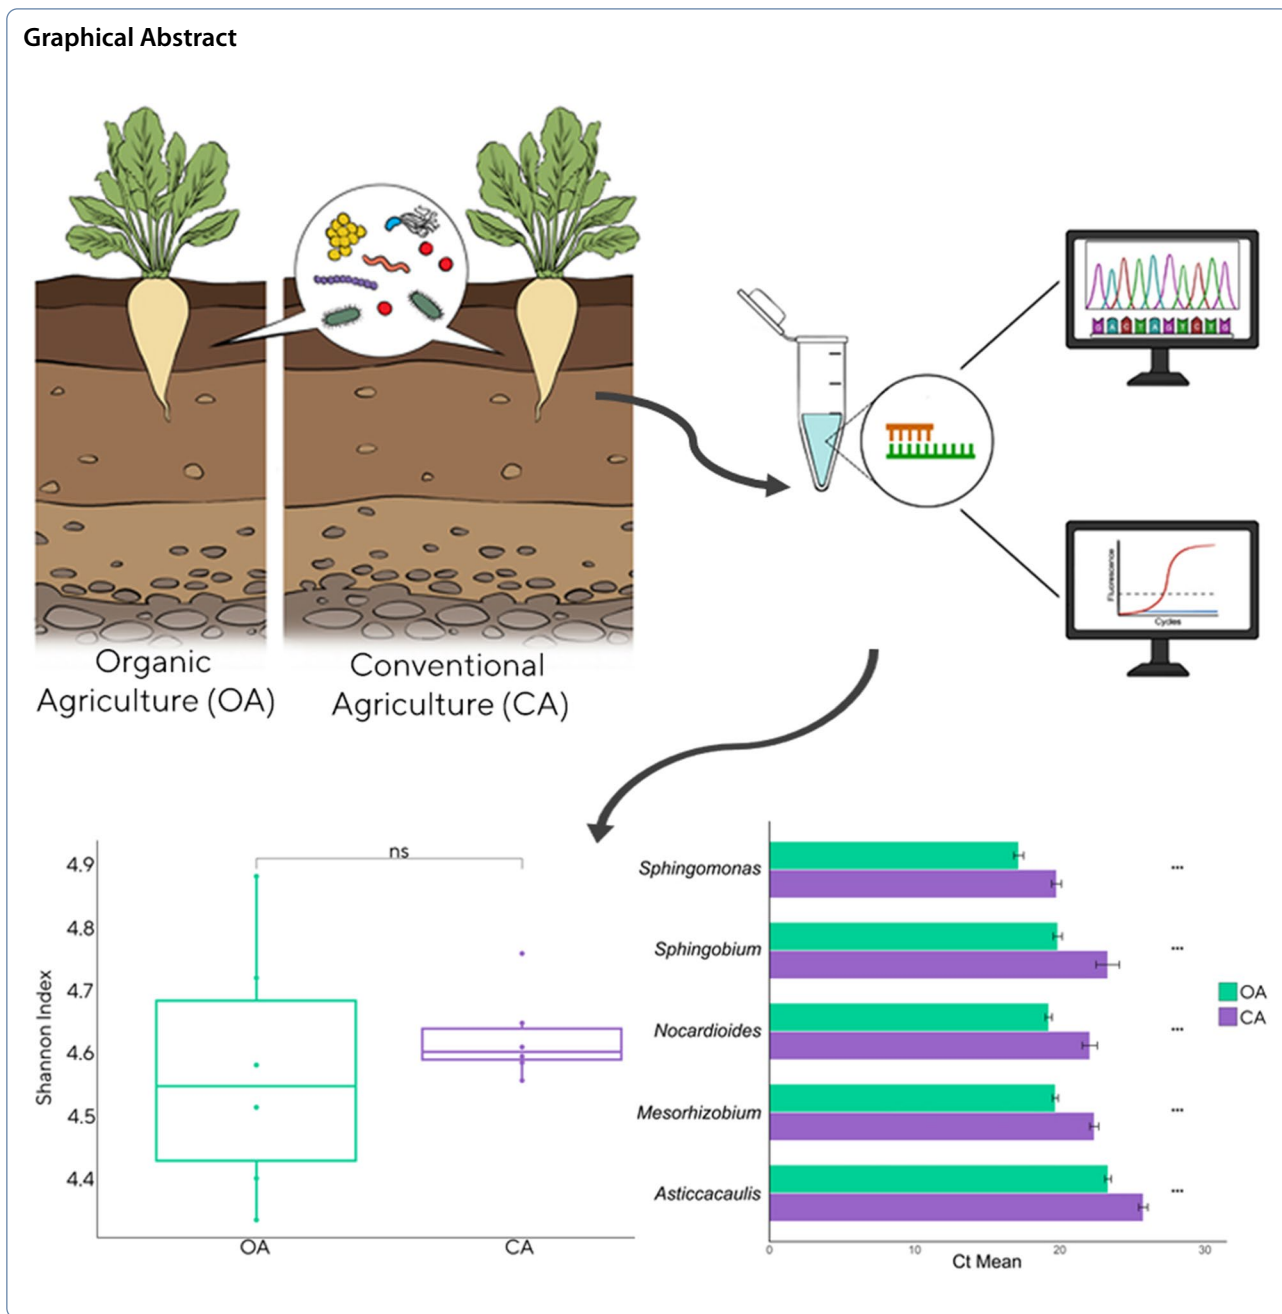 Graphical Abstract
Organic
Agriculture (OA)
Conventional
Agriculture (CA)
Fluorescence
Cycles
ns
4.9
4.8
4.7
4.6
4.5
4.4
Shannon Index
OA
CA
Sphingomonas
Sphingobium
Nocardioides
Mesorhizobium
Asticcacaulis
...
...
...
...
...
0
10
20
30
Ct Mean
OA
CA